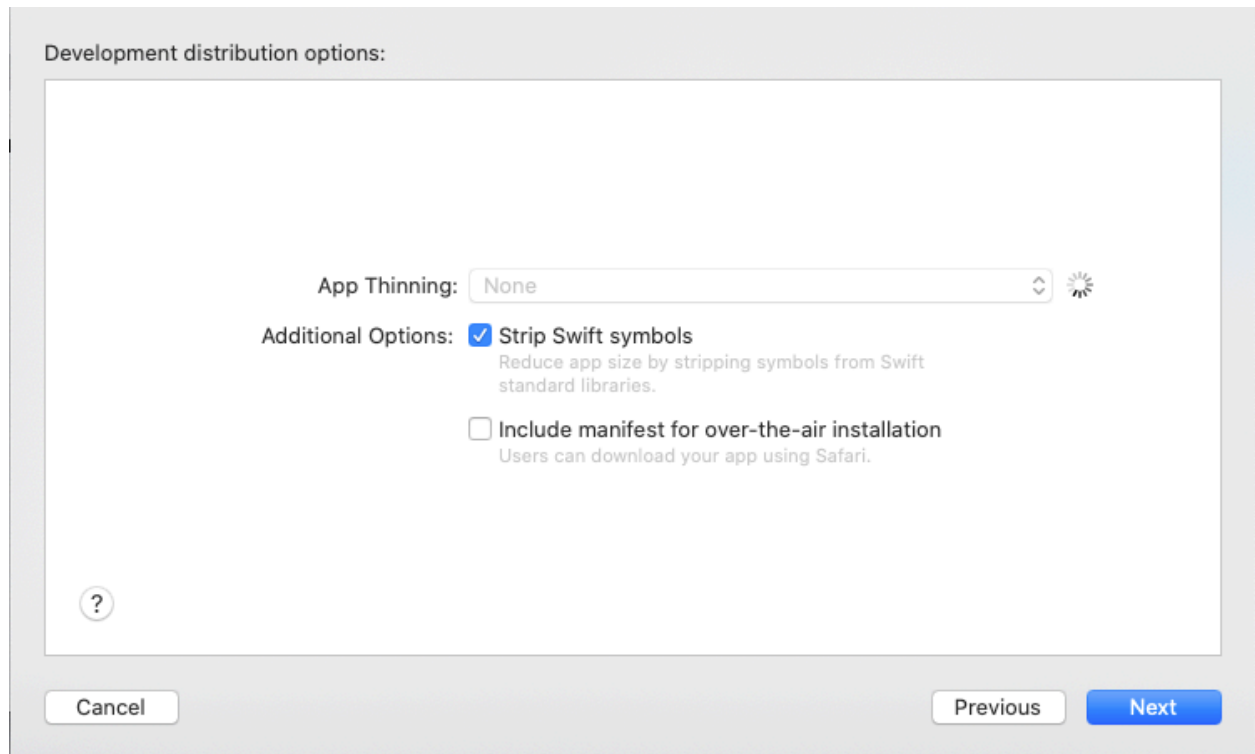 Development distribution options:
App Thinning: None
Additional Options: Strip Swift symbols
Reduce app size by stripping symbols from Swift
standard libraries.
Include manifest for over-the-air installation
Users can download your app using Safari.
?
Cancel Previous Next